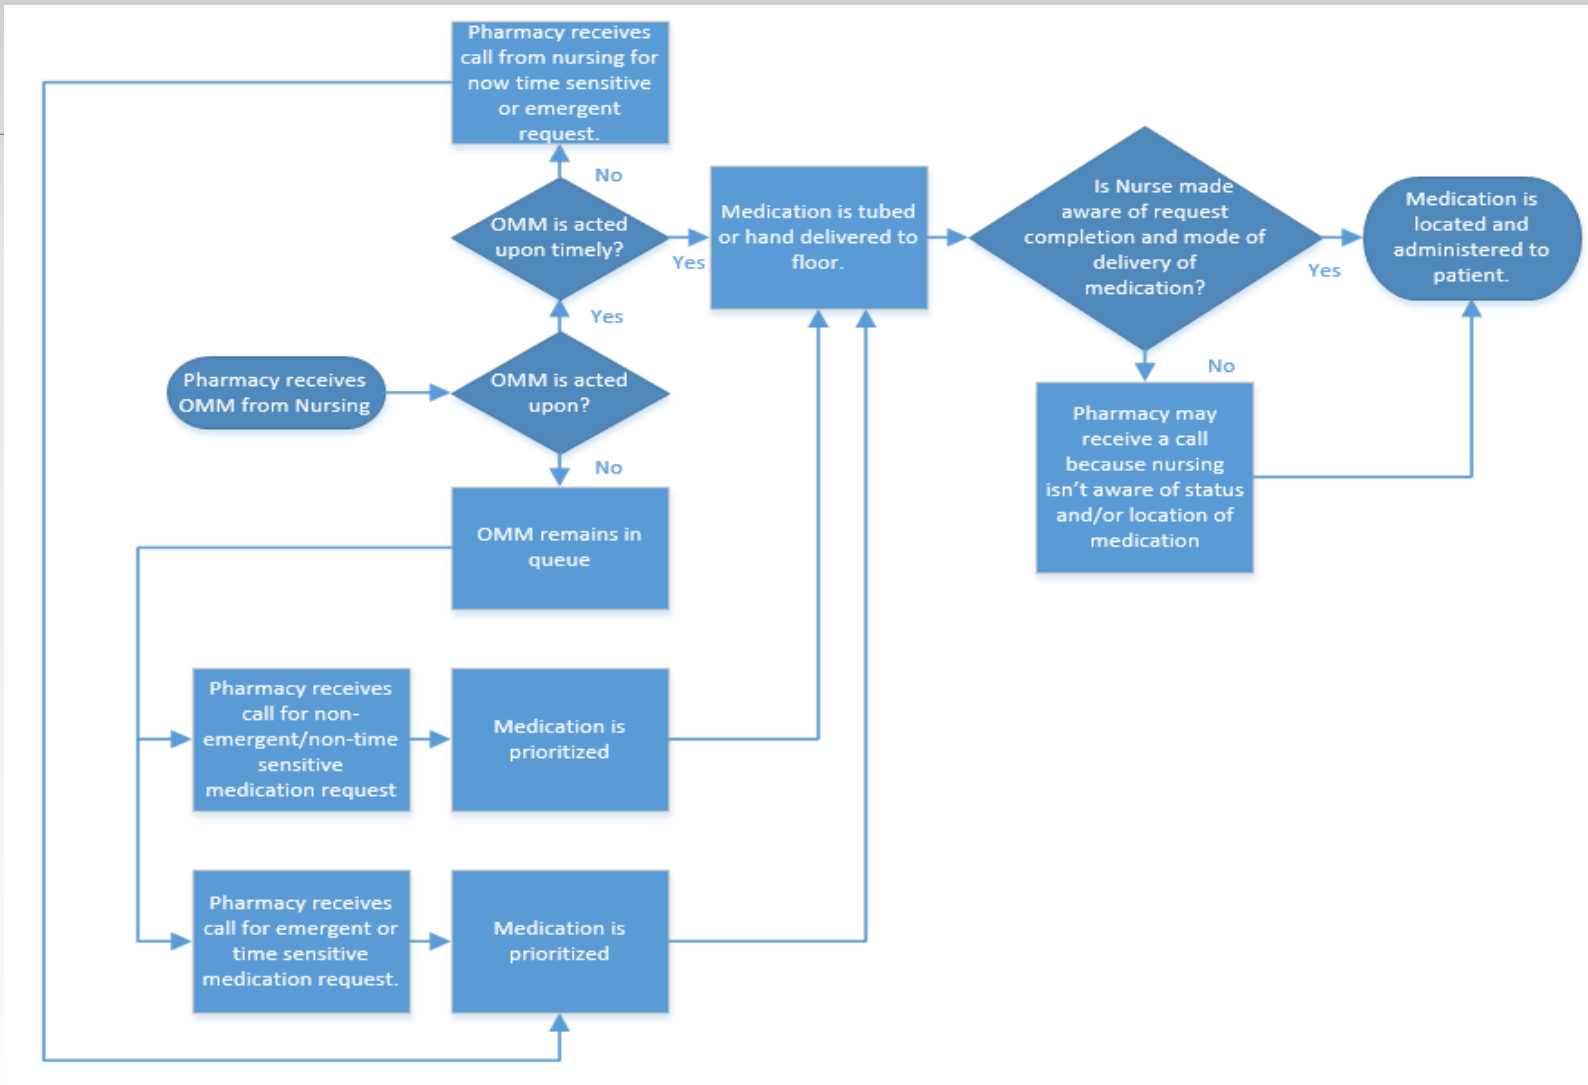 Pharmacy receives
call from nursing for
now time sensitive
or emergent
request.
No
OMM is acted
upon timely?
Yes
Medication is tubed
or hand delivered to
floor.
Is Nurse made
aware of request
completion and mode of
delivery of
medication?
Yes
Medication is
located and
administered to
patient.
Yes
Pharmacy receives
OMM from Nursing
OMM is acted
upon?
No
No
Pharmacy may
receive a call
because nursing
isn't aware of status
and/or location of
medication
OMM remains in
queue
Pharmacy receives
call for non-
emergent/non-time
sensitive
medication request
Medication is
prioritized
Pharmacy receives
call for emergent or
time sensitive
medication request.
Medication is
prioritized